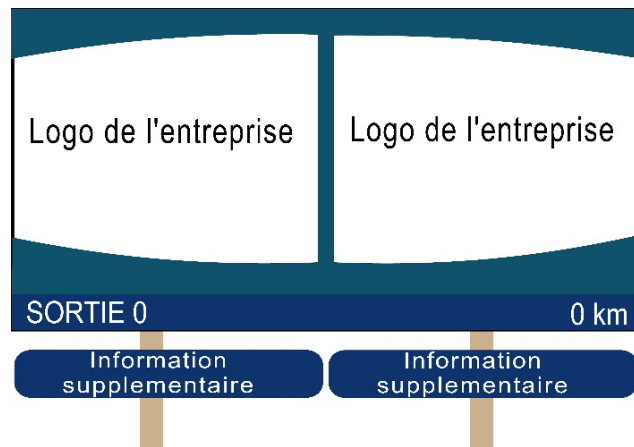 Logo de l'entreprise
Logo de l'entreprise
SORTIE 0
0 km
Information
supplementaire
Information
supplementaire